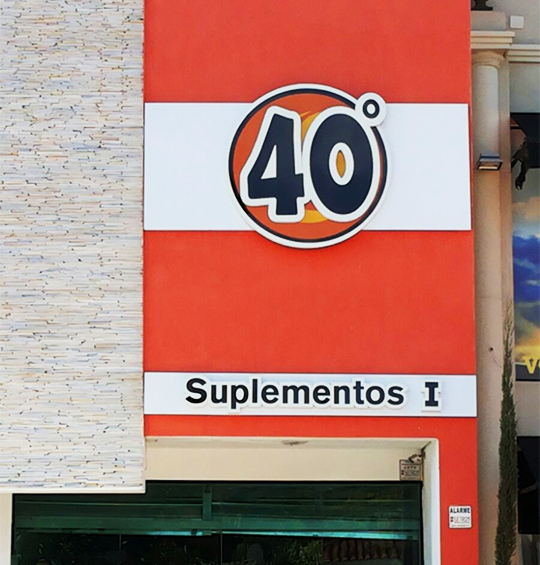 40°
Suplementos I
ALARME
V